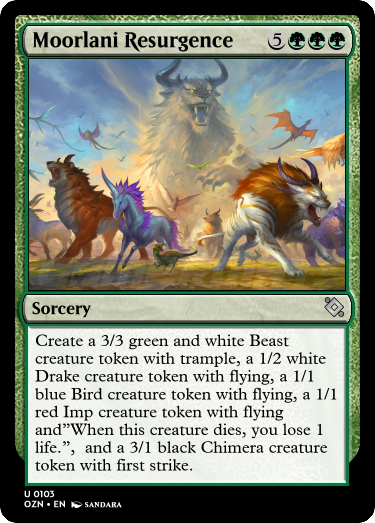 Moorlani Resurgence 5
Sorcery
Create a 3/3 green and white Beast
creature token with trample, a 1/2 white
Drake creature token with flying, a 1/1
blue Bird creature token with flying, a 1/1
red Imp creature token with flying
and”When this creature dies, you lose 1
life.”,  and a 3/1 black Chimera creature
token with first strike.
U 0103
OZN • EN SANDARA